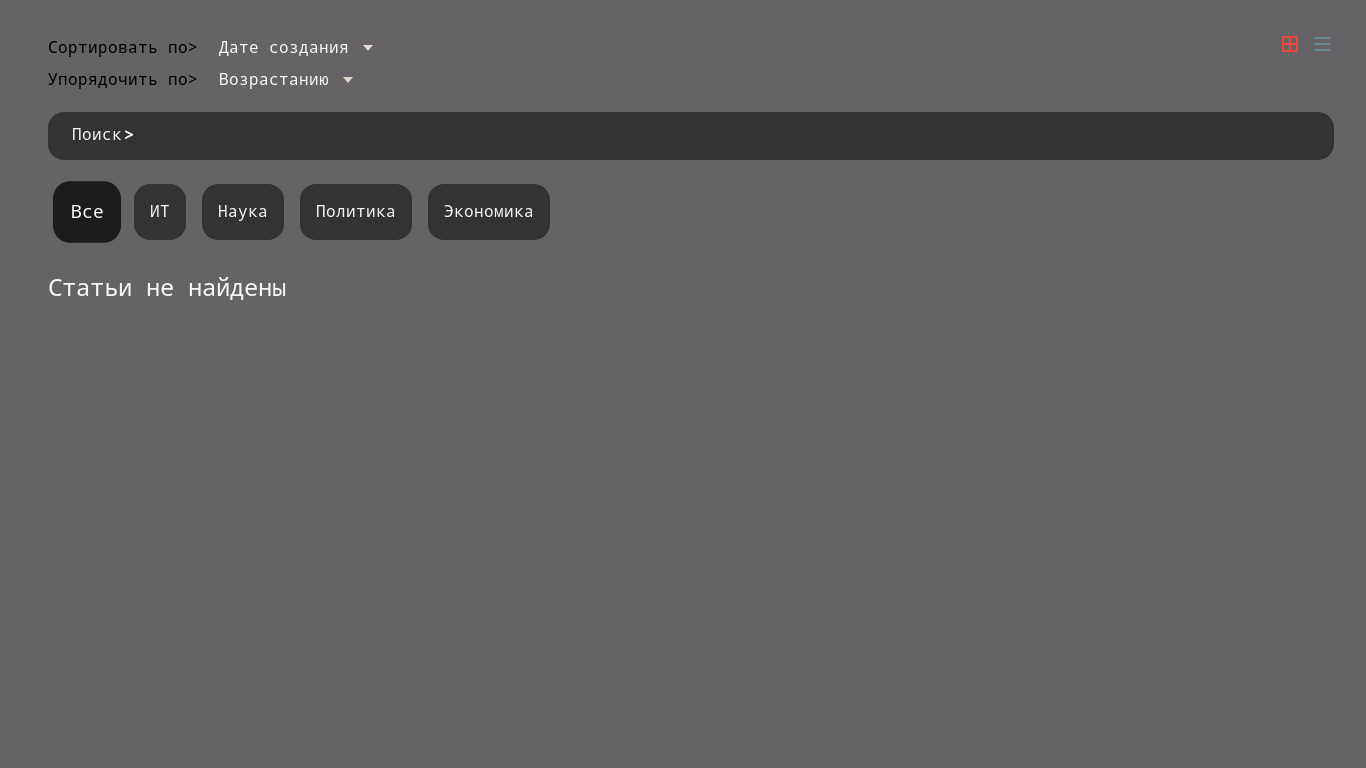 Сортировать по> Дате создания
Упорядочить по> Возрастанию
Поиск>
Все ИТ Наука Политика Экономика
Статьи не найдены